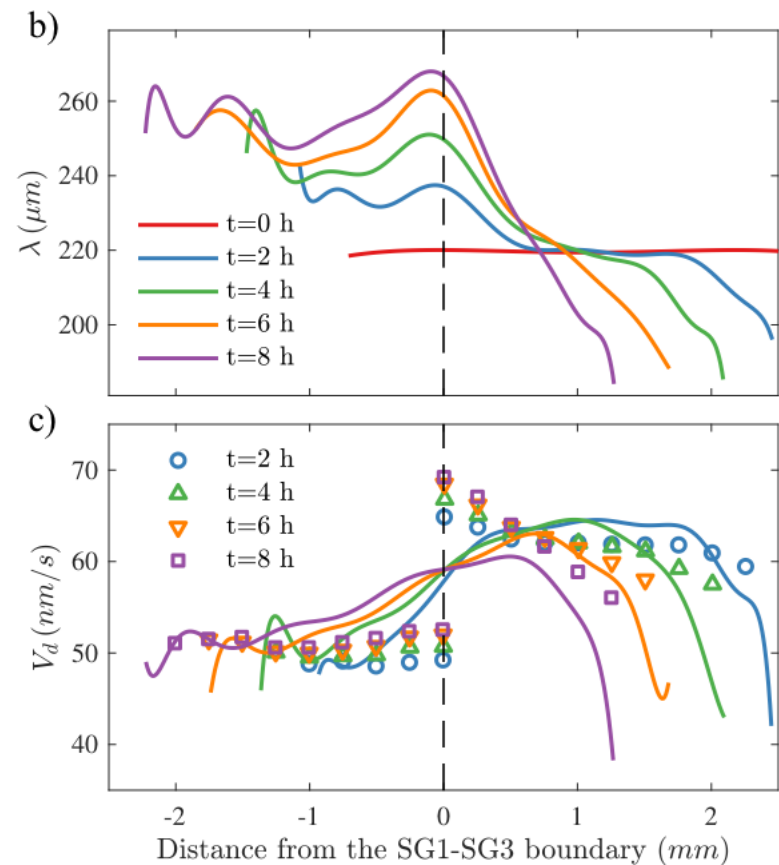 b)
260
240
220
200
λ (μm)
t=0 h
t=2 h
t=4 h
t=6 h
t=8 h
c)
70
60
50
40
V_d (nm/s)
t=2 h
t=4 h
t=6 h
t=8 h
-2 -1 0 1 2
Distance from the SG1-SG3 boundary (mm)